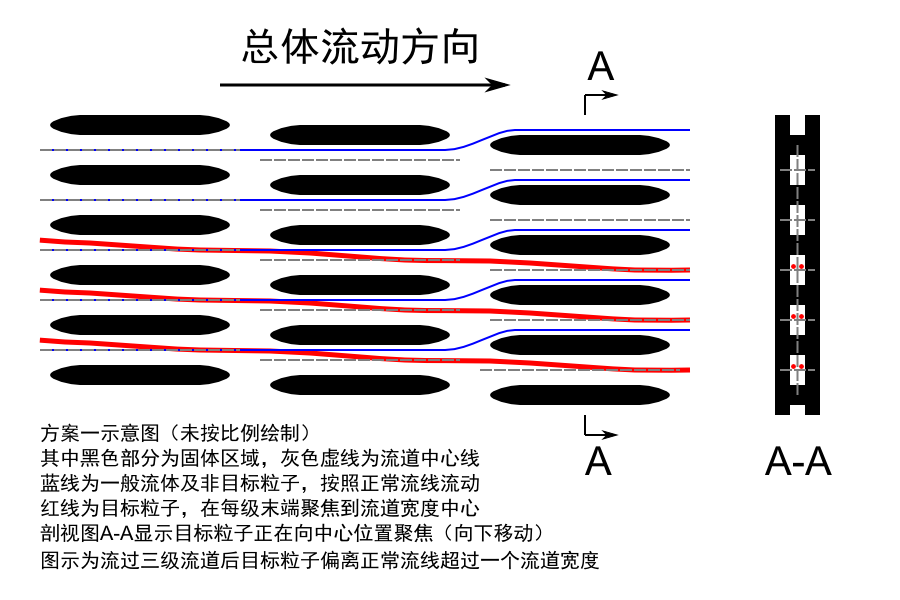 总体流动方向
A
A
A-A
方案一示意图（未按比例绘制）
其中黑色部分为固体区域，灰色虚线为流道中心线
蓝线为一般流体及非目标粒子，按照正常流线流动
红线为目标粒子，在每级末端聚焦到流道宽度中心
剖视图A-A显示目标粒子正在向中心位置聚焦（向下移动）
图示为流过三级流道后目标粒子偏离正常流线超过一个流道宽度